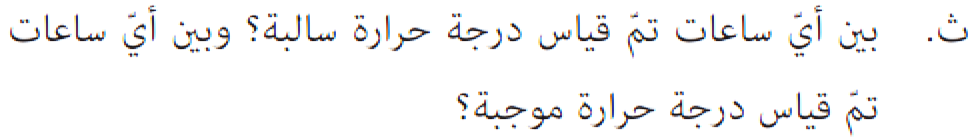 ث. بين أيّ ساعات تمّ قياس درجة حرارة سالبة؟ وبين أيّ ساعات
تمّ قياس درجة حرارة موجبة؟